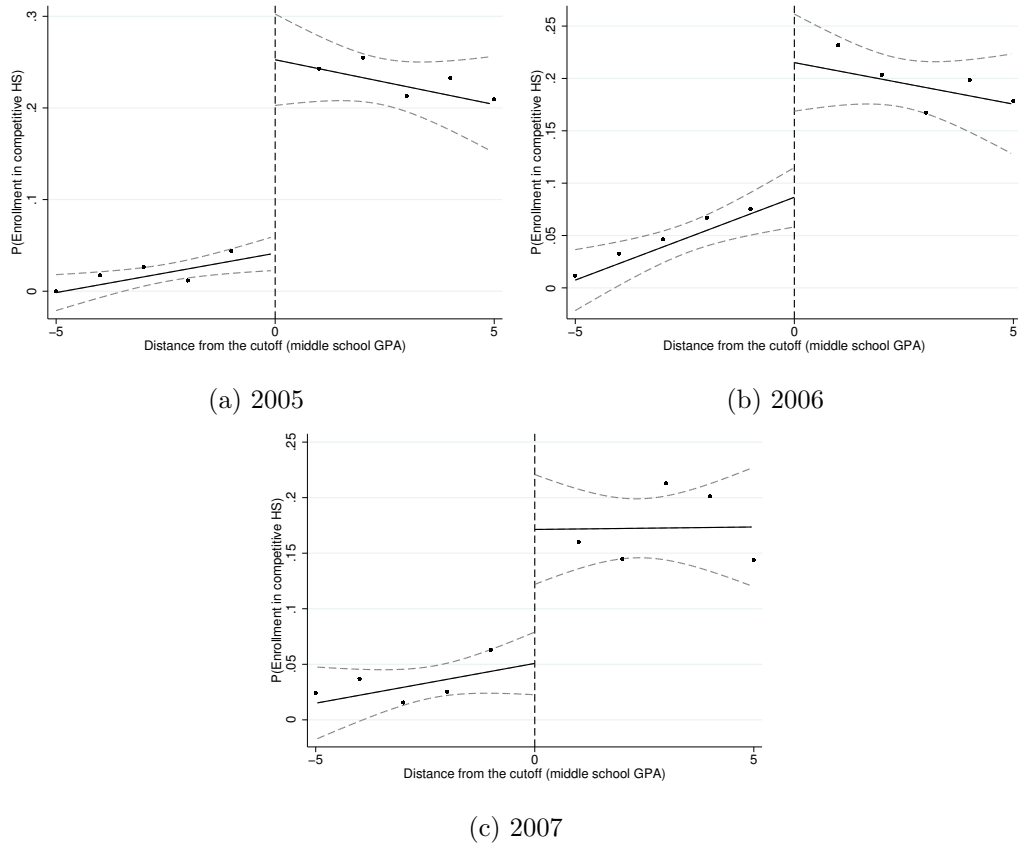 P(Enrollment in competitive HS)
.3
.2
.1
0
−5
0
5
Distance from the cutoff (middle school GPA)
(a) 2005
P(Enrollment in competitive HS)
.25
.2
.15
.1
.05
0
−5
0
5
Distance from the cutoff (middle school GPA)
(b) 2006
P(Enrollment in competitive HS)
.25
.2
.15
.1
.05
0
−5
0
5
Distance from the cutoff (middle school GPA)
(c) 2007